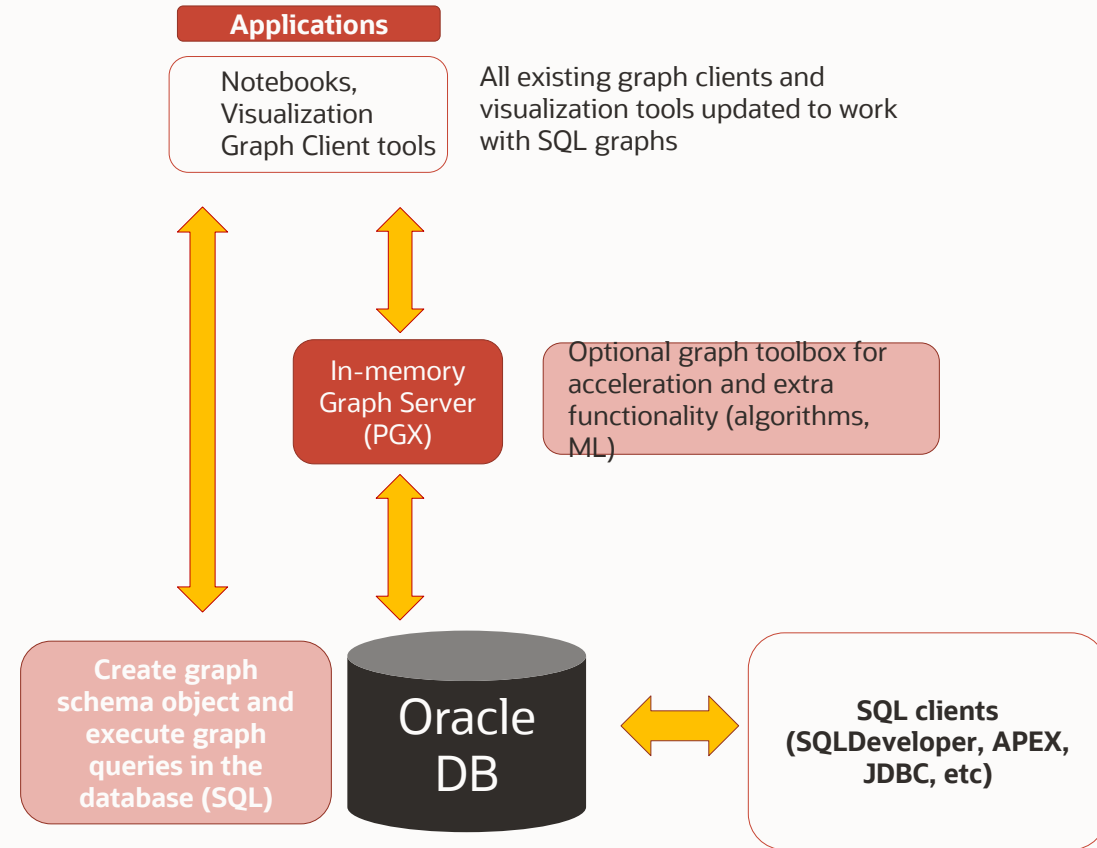 Applications
Notebooks,
Visualization
Graph Client tools
All existing graph clients and
visualization tools updated to work
with SQL graphs
In-memory
Graph Server
(PGX)
Optional graph toolbox for
acceleration and extra
functionality (algorithms,
ML)
Create graph
schema object and
execute graph
queries in the
database (SQL)
Oracle
DB
SQL clients
(SQLDeveloper, APEX,
JDBC, etc)